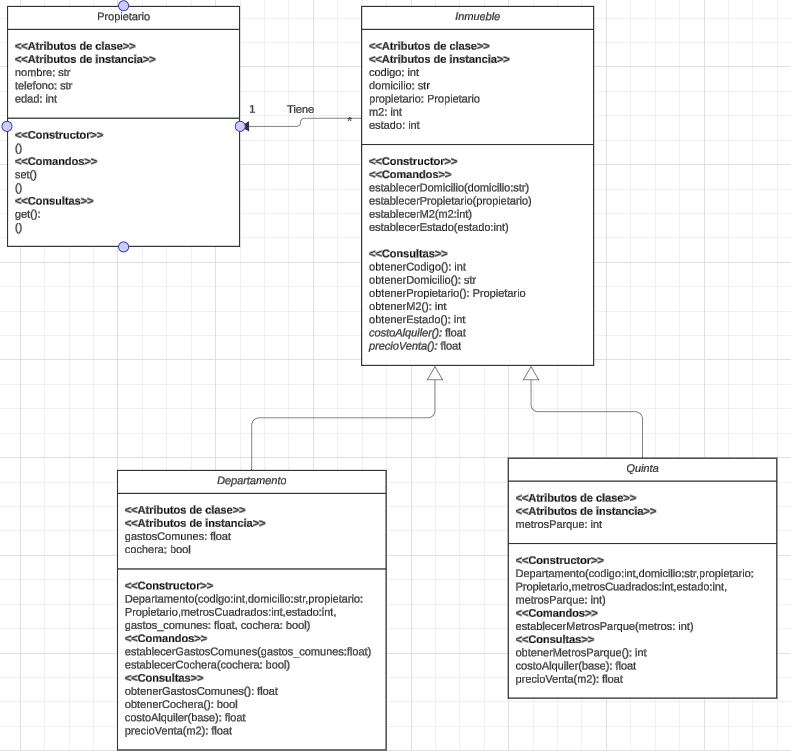 Propietario
<<Atributos de clase>>
<<Atributos de instancia>>
nombre: str
telefono: str
edad: int
<<Constructor>>
()
<<Comandos>>
set()
()
<<Consultas>>
get():
()
1
Tiene
*
Inmueble
<<Atributos de clase>>
<<Atributos de instancia>>
codigo: int
domicilio: str
propietario: Propietario
m2: int
estado: int
<<Constructor>>
<<Comandos>>
establecerDomicilio(domicilio:str)
establecerPropietario(propietario)
establecerM2(m2:int)
establecerEstado(estado:int)
<<Consultas>>
obtenerCodigo(): int
obtenerDomicilio(): str
obtenerPropietario(): Propietario
obtenerM2(): int
obtenerEstado(): int
costoAlquiler(): float
precioVenta(): float
Departamento
<<Atributos de clase>>
<<Atributos de instancia>>
gastosComunes: float
cochera: bool
<<Constructor>>
Departamento(codigo:int,domicilio:str,propietario:
Propietario,metrosCuadrados:int,estado:int,
gastos_comunes: float, cochera: bool)
<<Comandos>>
establecerGastosComunes(gastos_comunes:float)
establecerCochera(cochera: bool)
<<Consultas>>
obtenerGastosComunes(): float
obtenerCochera(): bool
costoAlquiler(base): float
precioVenta(m2): float
Quinta
<<Atributos de clase>>
<<Atributos de instancia>>
metrosParque: int
<<Constructor>>
Departamento(codigo:int,domicilio:str,propietario:
Propietario,metrosCuadrados:int,estado:int,
metrosParque: int)
<<Comandos>>
establecerMetrosParque(metros: int)
<<Consultas>>
obtenerMetrosParque(): int
costoAlquiler(base): float
precioVenta(m2): float